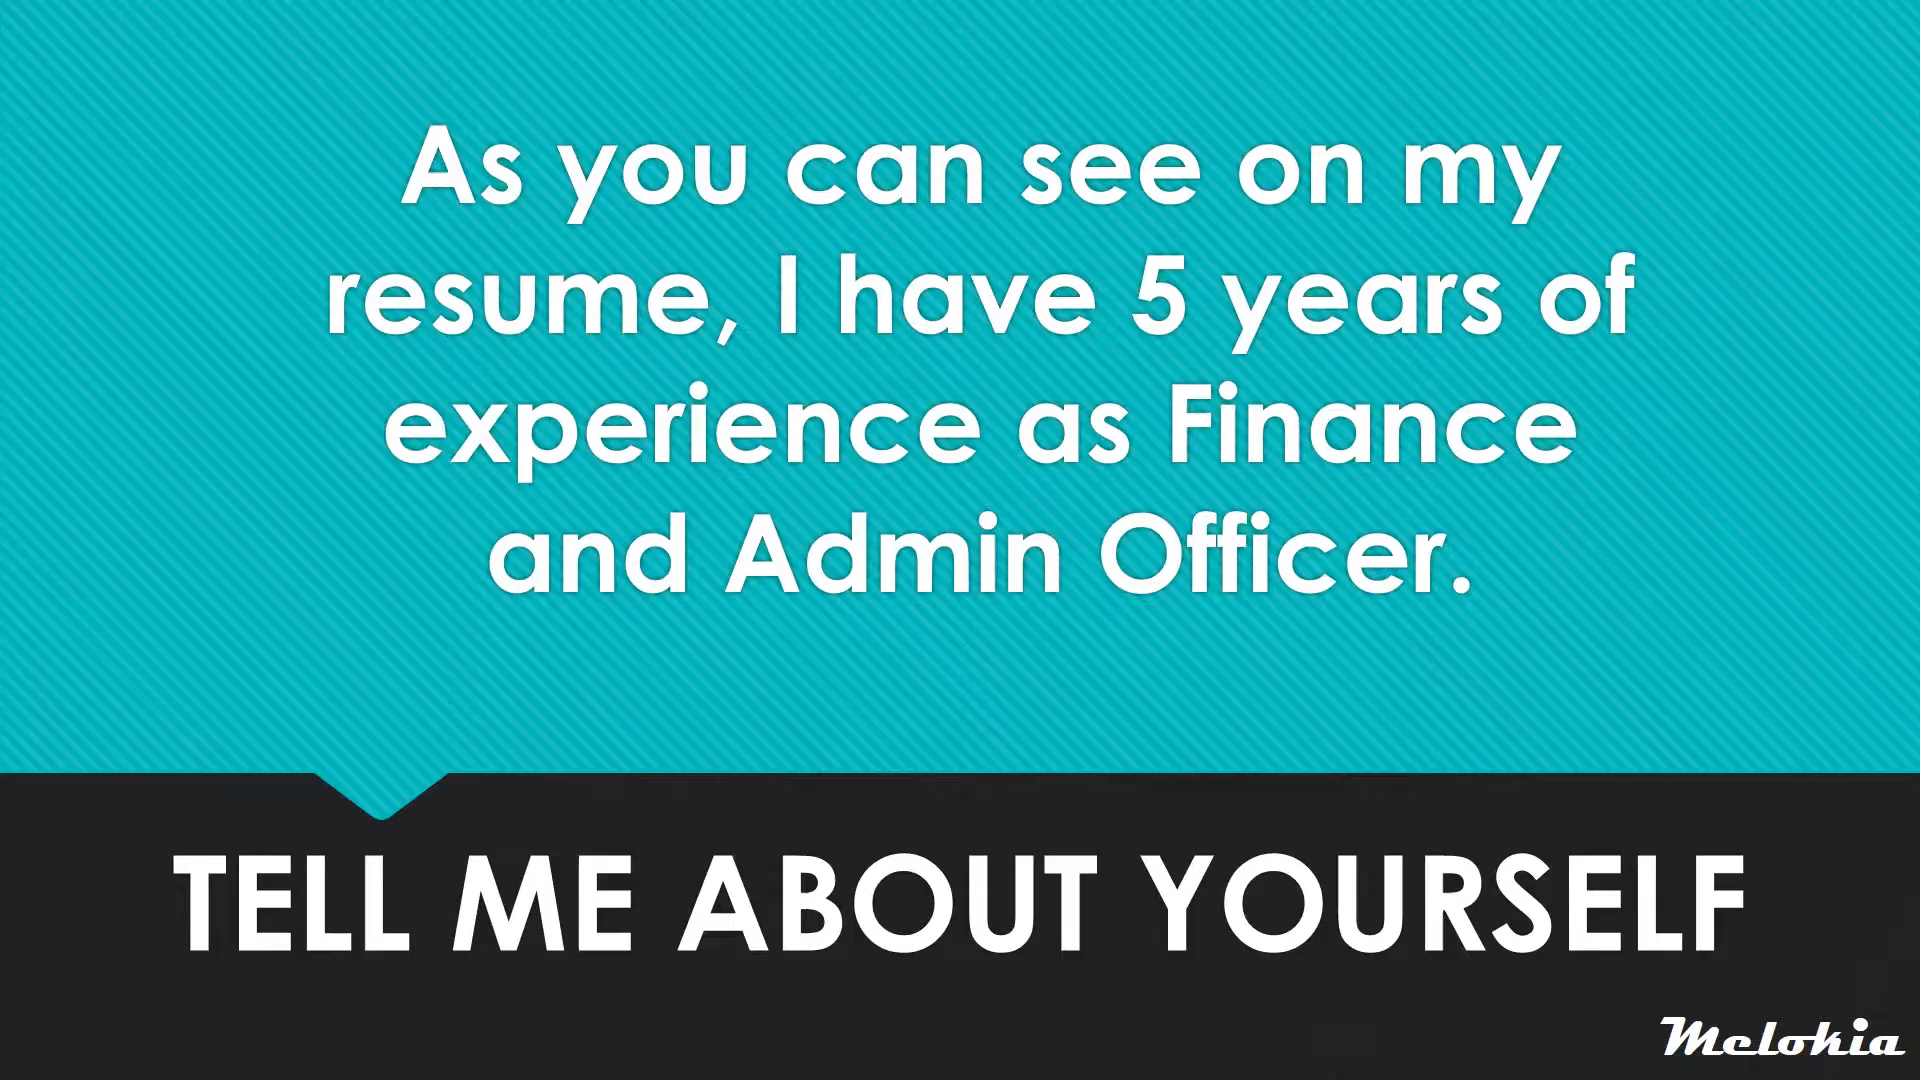 As you can see on my
resume, I have 5 years of
experience as Finance
and Admin Officer.
TELL ME ABOUT YOURSELF
Melokia